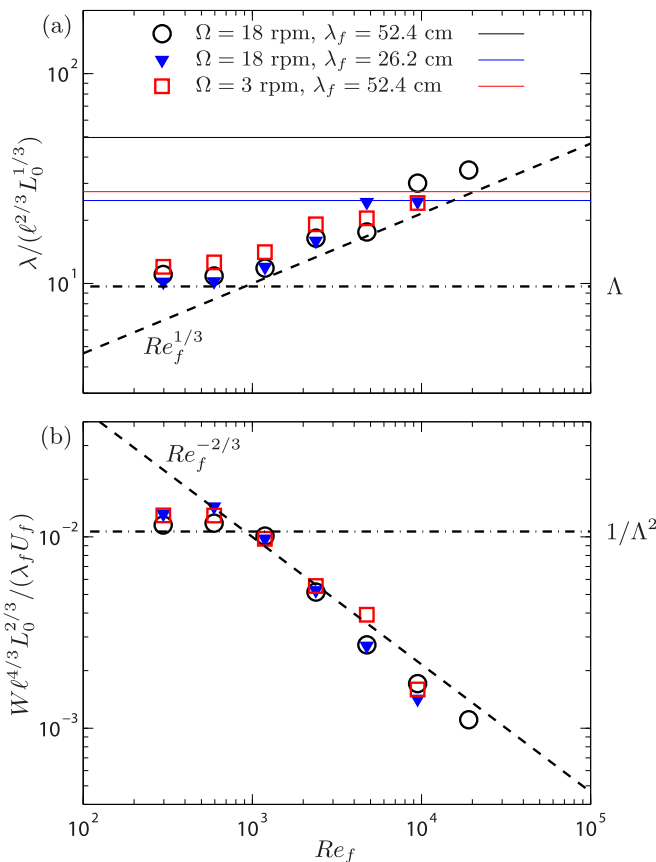 (a)
Ω = 18 rpm, λ_f = 52.4 cm
Ω = 18 rpm, λ_f = 26.2 cm
Ω = 3 rpm, λ_f = 52.4 cm
10^2
10^1
λ/(ℓ^{2/3} L_0^{1/3})
Λ
Re_f^{1/3}
(b)
Re_f^{-2/3}
10^{-2}
10^{-3}
Wℓ^{4/3} L_0^{2/3}/(λ_f U_f)
1/Λ^2
10^2 10^3 10^4 10^5
Re_f